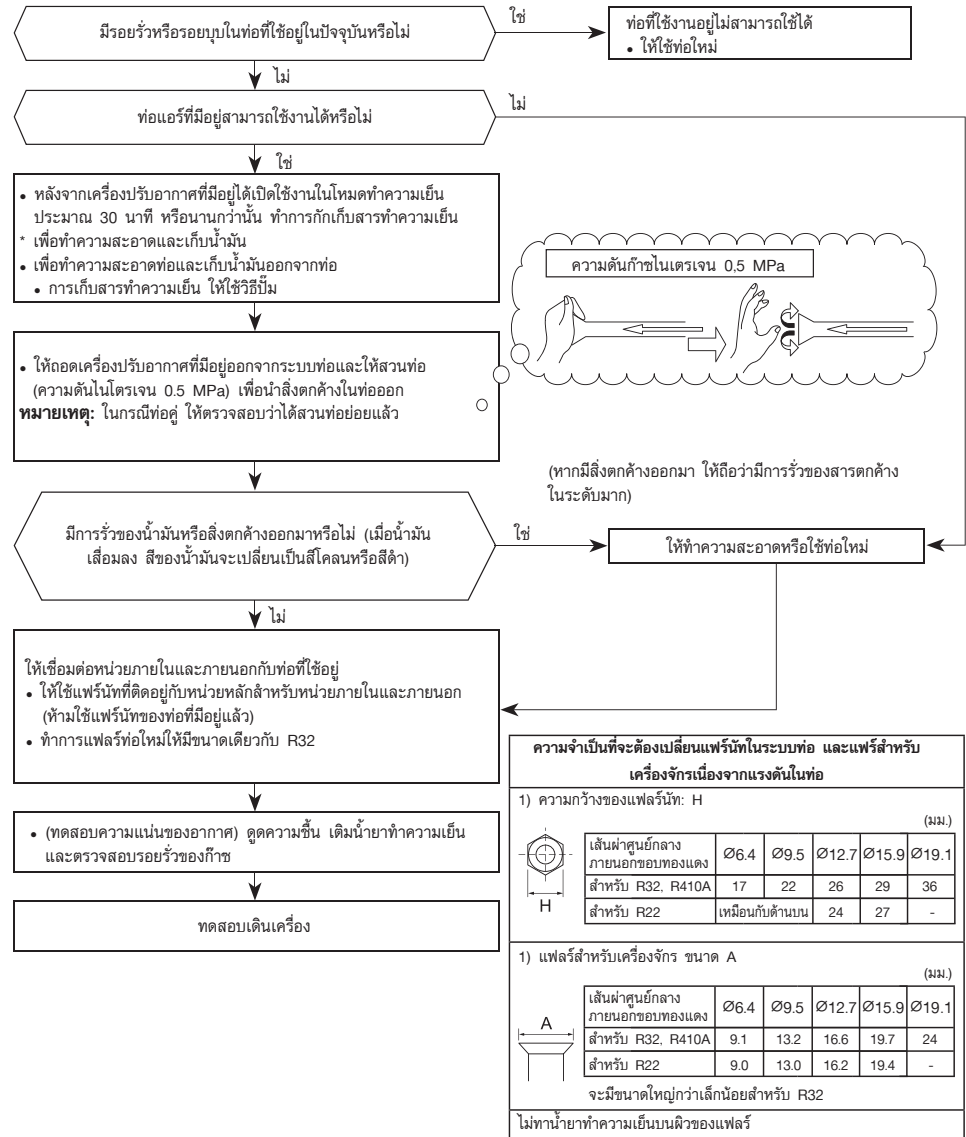 มีรอยรั่วหรือรอยบุบในท่อที่ใช้อยู่ในปัจจุบันหรือไม่
ใช่
ท่อที่ใช้งานอยู่ไม่สามารถใช้ได้
• ให้ใช้ท่อใหม่
ไม่
ท่อแอร์ที่มีอยู่สามารถใช้งานได้หรือไม่
ไม่
ใช่
• หลังจากเครื่องปรับอากาศที่มีอยู่ได้เปิดใช้งานในโหมดทำความเย็น
ประมาณ 30 นาที หรือนานกว่านั้น ทำการกักเก็บสารทำความเย็น
* เพื่อทำความสะอาดและเก็บน้ำมัน
• เพื่อทำความสะอาดท่อและเก็บน้ำมันออกจากท่อ
• การเก็บสารทำความเย็น ให้ใช้วิธีปั๊ม
ความดันก๊าซไนเตรเจน 0,5 MPa
• ให้ถอดเครื่องปรับอากาศที่มีอยู่ออกจากระบบท่อและให้สวนท่อ
(ความดันไนโตรเจน 0.5 MPa) เพื่อนำสิ่งตกค้างในท่อออก
หมายเหตุ: ในกรณีท่อคู่ ให้ตรวจสอบว่าได้สวนท่อย่อยแล้ว
(หากมีสิ่งตกค้างออกมา ให้ถือว่ามีการรั่วของสารตกค้าง
ในระดับมาก)
มีการรั่วของน้ำมันหรือสิ่งตกค้างออกมาหรือไม่ (เมื่อน้ำมัน
เสื่อมลง สีของน้ำมันจะเปลี่ยนเป็นสีโคลนหรือสีดำ)
ใช่
ให้ทำความสะอาดหรือใช้ท่อใหม่
ไม่
ให้เชื่อมต่อหน่วยภายในและภายนอกกับท่อที่ใช้อยู่
• ให้ใช้แฟร์นัทที่ติดอยู่กับหน่วยหลักสำหรับหน่วยภายในและภายนอก
(ห้ามใช้แฟร์นัทของท่อที่มีอยู่แล้ว)
• ทำการแฟลร์ท่อใหม่ให้มีขนาดเดียวกับ R32
• (ทดสอบความแน่นของอากาศ) ดูดความชื้น เติมน้ำยาทำความเย็น
และตรวจสอบรอยรั่วของก๊าซ
ทดสอบเดินเครื่อง
ความจำเป็นที่จะต้องเปลี่ยนแฟร์นัทในระบบท่อ และแฟร์สำหรับ
เครื่องจักรเนื่องจากแรงดันในท่อ
1) ความกว้างของแฟลร์นัท: H
(มม.)
เส้นผ่าศูนย์กลาง
ภายนอกขอบทองแดง Ø6.4 Ø9.5 Ø12.7 Ø15.9 Ø19.1
สำหรับ R32, R410A 17 22 26 29 36
สำหรับ R22 เหมือนกับด้านบน 24 27 -
H
1) แฟลร์สำหรับเครื่องจักร ขนาด A
(มม.)
เส้นผ่าศูนย์กลาง
ภายนอกขอบทองแดง Ø6.4 Ø9.5 Ø12.7 Ø15.9 Ø19.1
A
สำหรับ R32, R410A 9.1 13.2 16.6 19.7 24
สำหรับ R22 9.0 13.0 16.2 19.4 -
จะมีขนาดใหญ่กว่าเล็กน้อยสำหรับ R32
ไม่ทาน้ำยาทำความเย็นบนผิวของแฟลร์